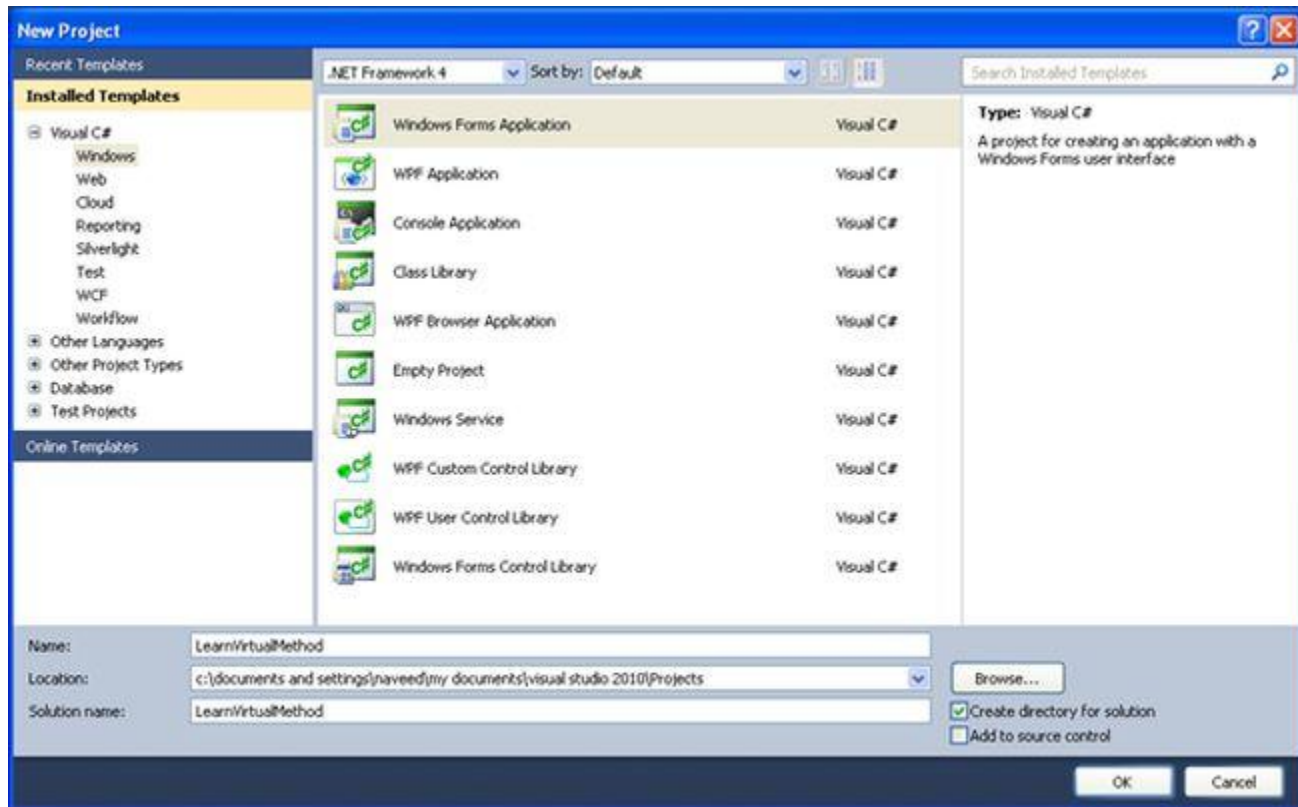 New Project
Recent Templates
Installed Templates
Visual C#
Windows
Web
Cloud
Reporting
Silverlight
Test
WCF
Workflow
Other Languages
Other Project Types
Database
Test Projects
Online Templates
.NET Framework 4 Sort by: Default
Windows Forms Application Visual C#
WPF Application Visual C#
Console Application Visual C#
Class Library Visual C#
WPF Browser Application Visual C#
Empty Project Visual C#
Windows Service Visual C#
WPF Custom Control Library Visual C#
WPF User Control Library Visual C#
Windows Forms Control Library Visual C#
Search Installed Templates
Type: Visual C#
A project for creating an application with a
Windows Forms user interface
Name: LearnVirtualMethod
Location: c:\documents and settings\naveed\my documents\visual studio 2010\Projects Browse...
Solution name: LearnVirtualMethod
Create directory for solution
Add to source control
OK Cancel